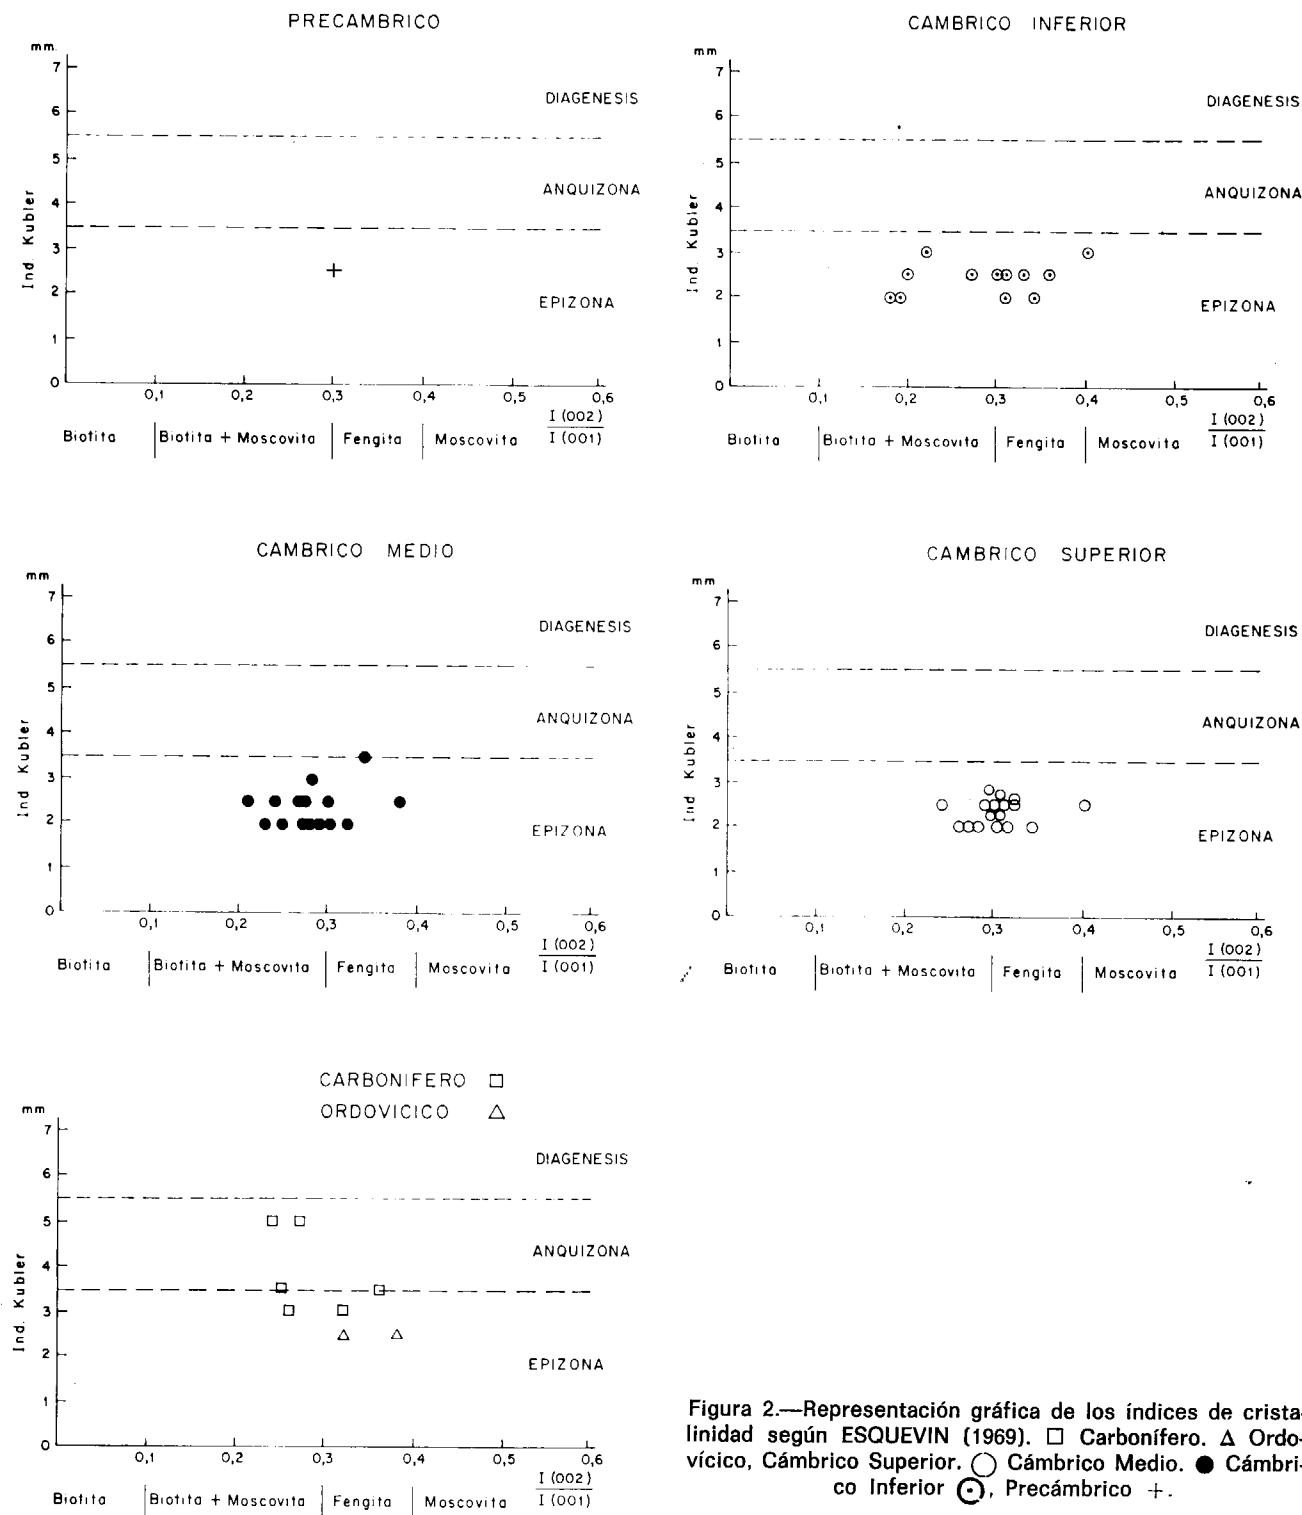 PRECAMBRICO
mm.
7
6
5
4
3
2
1
0
Ind. Kubler
DIAGENESIS
ANQUIZONA
EPIZONA
0,1 0,2 0,3 0,4 0,5 0,6
I (002)
I (001)
Biotita Biotita + Moscovita Fengita Moscovita
CAMBRICO INFERIOR
mm
7
6
5
4
3
2
1
0
Ind. Kubler
DIAGENESIS
ANQUIZONA
EPIZONA
0,1 0,2 0,3 0,4 0,5 0,6
I (002)
I (001)
Biotita Biotita + Moscovita Fengita Moscovita
CAMBRICO MEDIO
mm
7
6
5
4
3
2
1
0
Ind Kubler
DIAGENESIS
ANQUIZONA
EPIZONA
0,1 0,2 0,3 0,4 0,5 0,6
I (002)
I (001)
Biotita Biotita + Moscovita Fengita Moscovita
CAMBRICO SUPERIOR
mm
7
6
5
4
3
2
1
0
Ind Kubler
DIAGENESIS
ANQUIZONA
EPIZONA
0,1 0,2 0,3 0,4 0,5 0,6
I (002)
I (001)
Biotita Biotita + Moscovita Fengita Moscovita
CARBONIFERO □
ORDOVICICO △
mm
7
6
5
4
3
2
1
0
Ind. Kubler
DIAGENESIS
ANQUIZONA
EPIZONA
0,1 0,2 0,3 0,4 0,5 0,6
I (002)
I (001)
Biotita Biotita + Moscovita Fengita Moscovita
Figura 2.—Representación gráfica de los índices de crista-
linidad según ESQUEVIN (1969). □ Carbonífero. Δ Ordo-
vícico, Cámbrico Superior. ◯ Cámbrico Medio. ● Cámbri-
co Inferior ⊙, Precámbrico +.